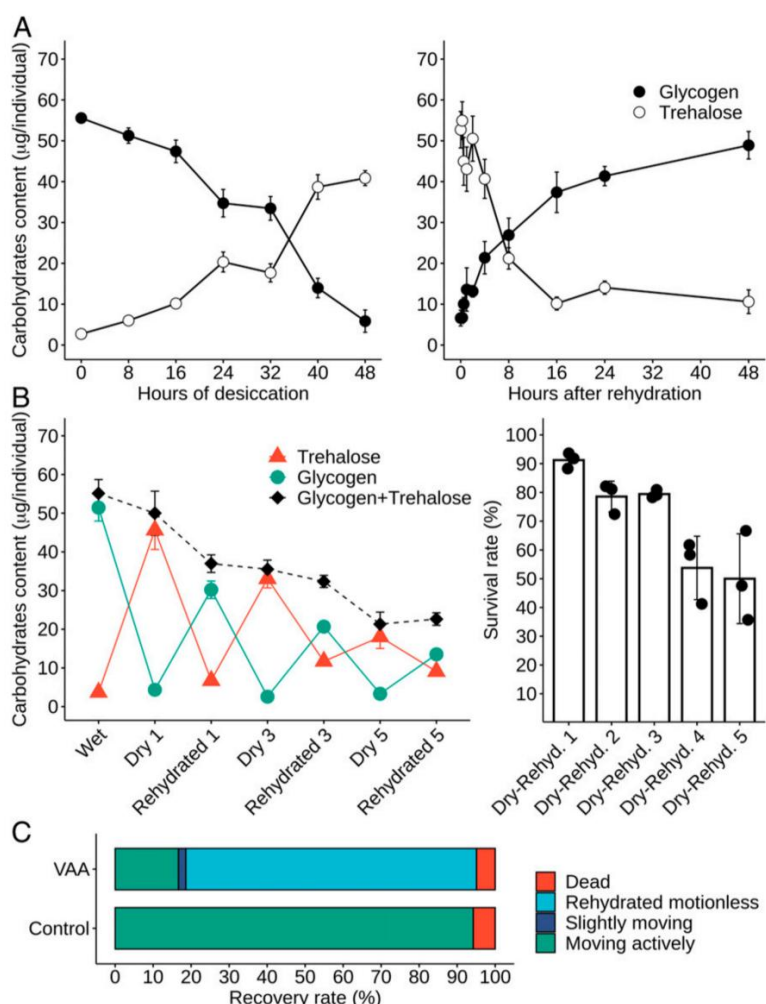 A
Carbohydrates content (μg/individual)
70
60
50
40
30
20
10
0
0 8 16 24 32 40 48
Hours of desiccation
70
60
50
40
30
20
10
0
Glycogen
Trehalose
0 8 16 24 32 40 48
Hours after rehydration
B
Carbohydrates content (μg/individual)
70
60
50
40
30
20
10
0
Trehalose
Glycogen
Glycogen+Trehalose
Wet
Dry 1
Rehydrated 1
Dry 3
Rehydrated 3
Dry 5
Rehydrated 5
Survival rate (%)
100
90
80
70
60
50
40
30
20
10
Dry-Rehyd. 1
Dry-Rehyd. 2
Dry-Rehyd. 3
Dry-Rehyd. 4
Dry-Rehyd. 5
C
VAA
Control
0 10 20 30 40 50 60 70 80 90 100
Recovery rate (%)
Dead
Rehydrated motionless
Slightly moving
Moving actively